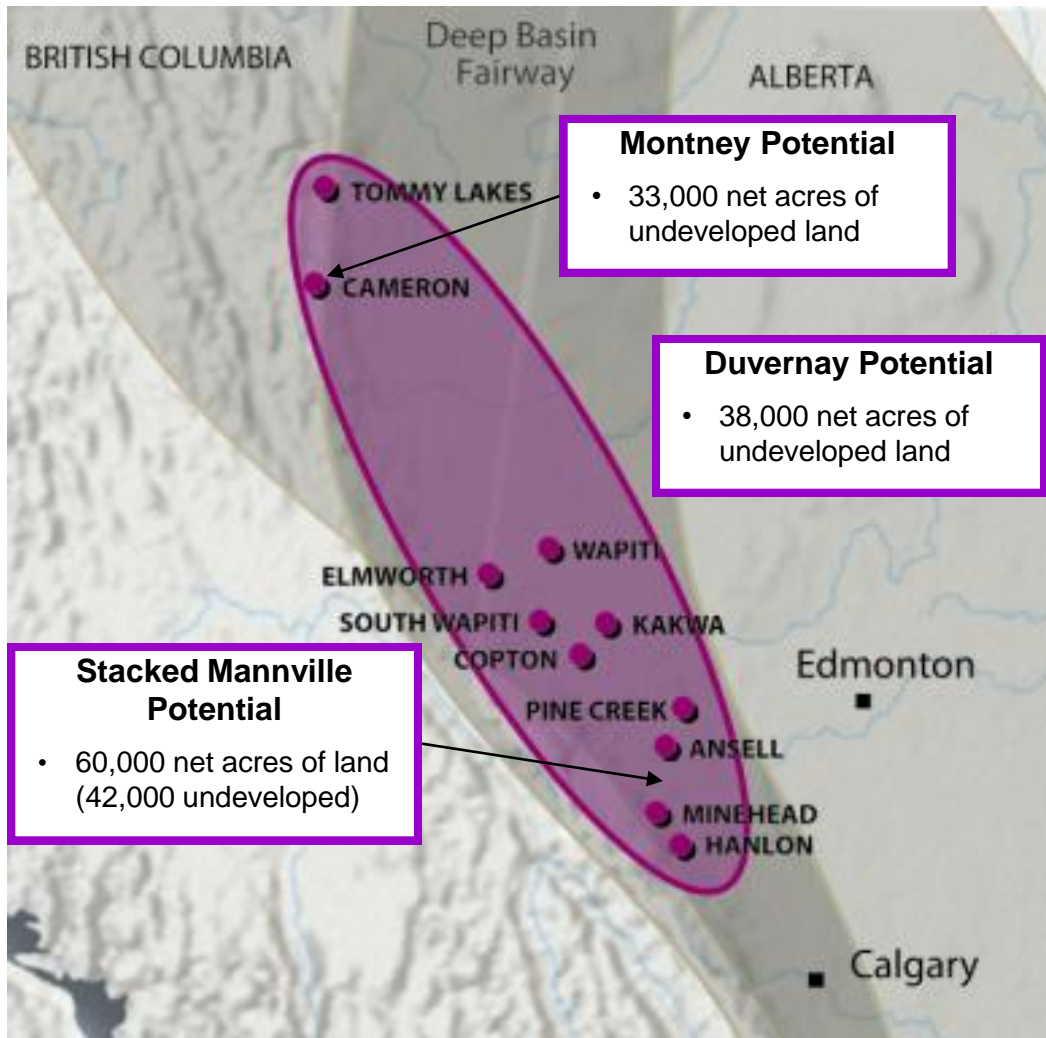 BRITISH COLUMBIA
Deep Basin
Fairway
ALBERTA
Montney Potential
• 33,000 net acres of
undeveloped land
TOMMY LAKES
CAMERON
Duvernay Potential
• 38,000 net acres of
undeveloped land
WAPITI
ELMWORTH
SOUTH WAPITI
KAKWA
COPTON
Stacked Mannville
Potential
• 60,000 net acres of land
(42,000 undeveloped)
Edmonton
PINE CREEK
ANSELL
MINEHEAD
HANLON
Calgary